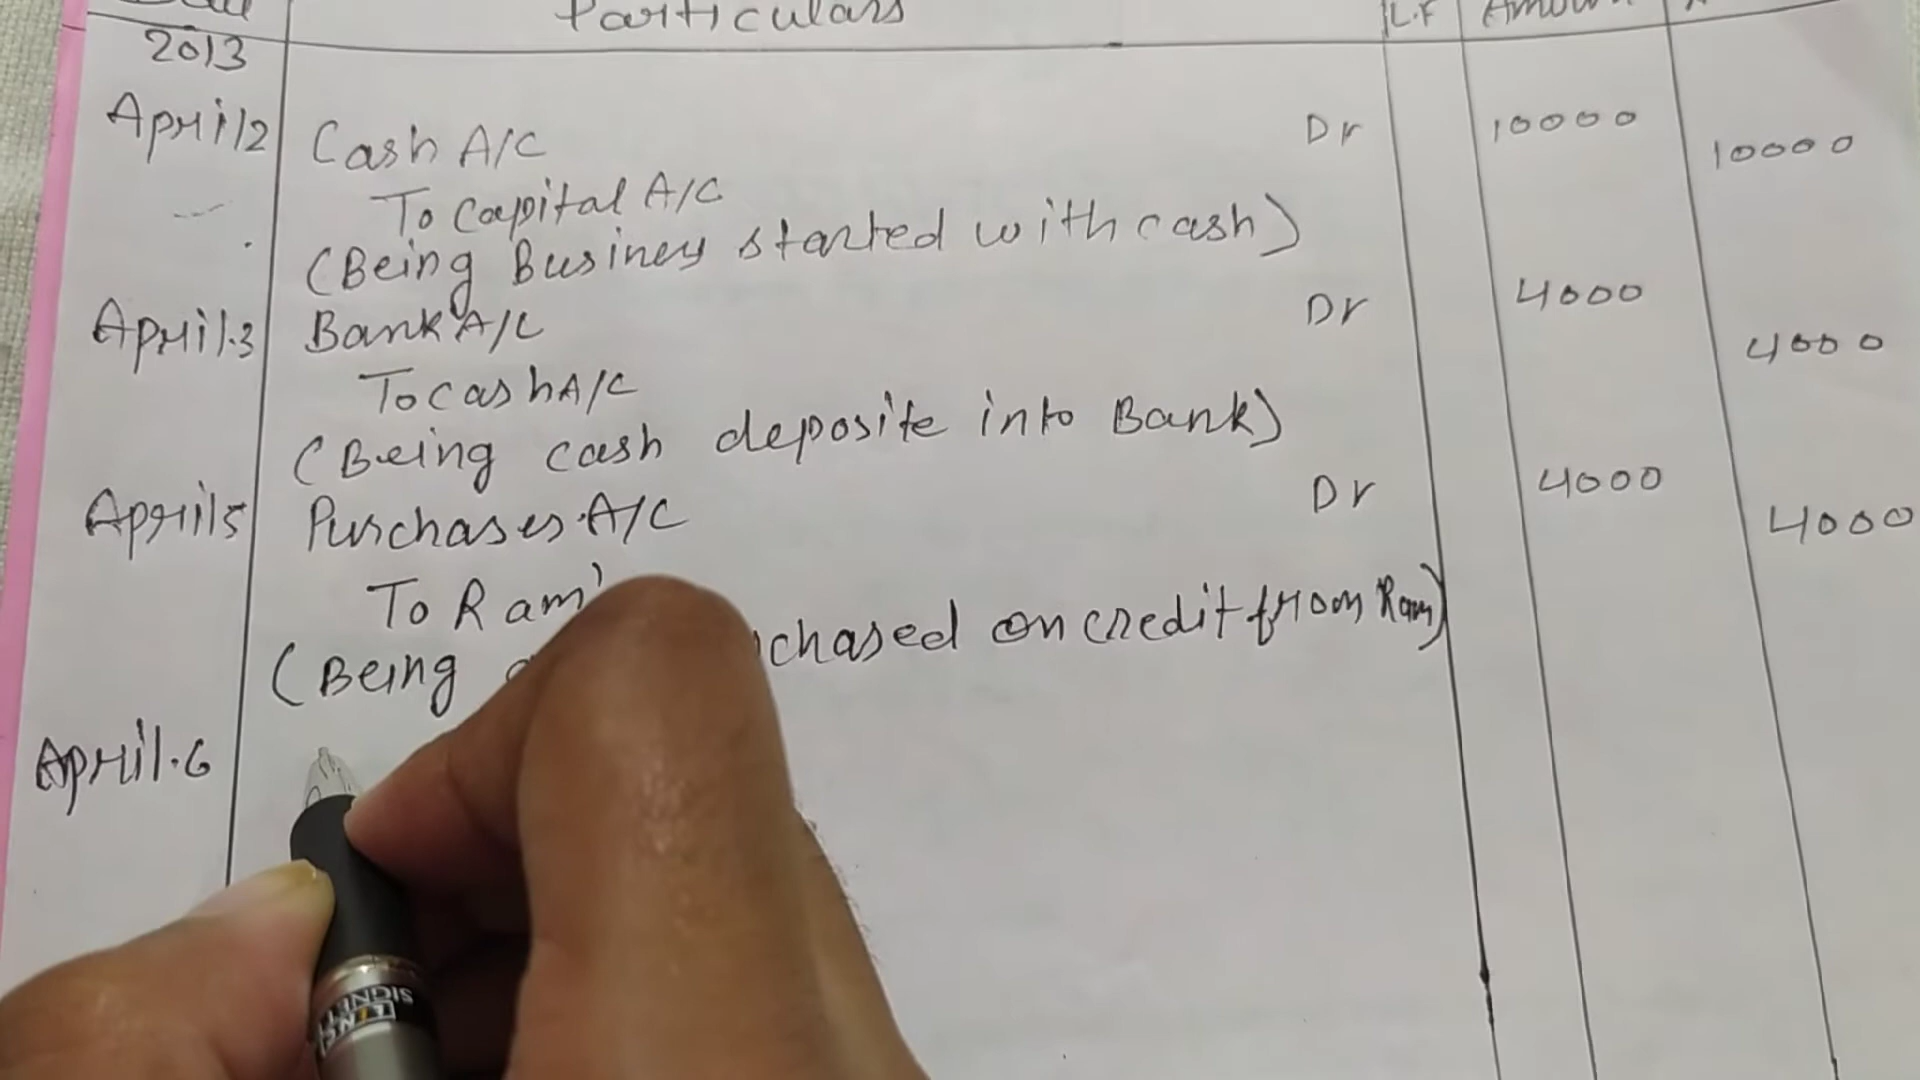 Particulars L.F
2013
April 2 Cash A/C Dr 10000
To Capital A/C 10000
(Being Business started with cash)
April.3 Bank A/C Dr 4000
To cash A/C 4000
(Being cash deposite into Bank)
April 5 Purchases A/C Dr 4000
To Ram 4000
(Being chased on credit from Ram)
April.6
LINC
SIGNE